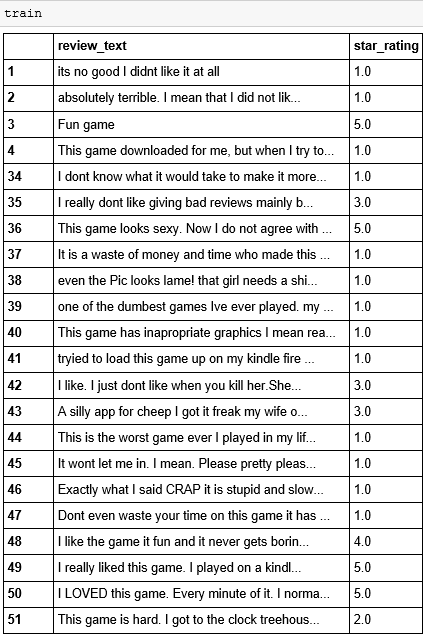 train
review_text star_rating
1 its no good I didnt like it at all 1.0
2 absolutely terrible. I mean that I did not lik... 1.0
3 Fun game 5.0
4 This game downloaded for me, but when I try to... 1.0
34 I dont know what it would take to make it more... 1.0
35 I really dont like giving bad reviews mainly b... 3.0
36 This game looks sexy. Now I do not agree with ... 5.0
37 It is a waste of money and time who made this ... 1.0
38 even the Pic looks lame! that girl needs a shi... 1.0
39 one of the dumbest games Ive ever played. my ... 1.0
40 This game has inapropriate graphics I mean rea... 1.0
41 tryied to load this game up on my kindle fire ... 1.0
42 I like. I just dont like when you kill her.She... 3.0
43 A silly app for cheep I got it freak my wife o... 3.0
44 This is the worst game ever I played in my lif... 1.0
45 It wont let me in. I mean. Please pretty pleas... 1.0
46 Exactly what I said CRAP it is stupid and slow... 1.0
47 Dont even waste your time on this game it has ... 1.0
48 I like the game it fun and it never gets borin... 4.0
49 I really liked this game. I played on a kindl... 5.0
50 I LOVED this game. Every minute of it. I norma... 5.0
51 This game is hard. I got to the clock treehous... 2.0